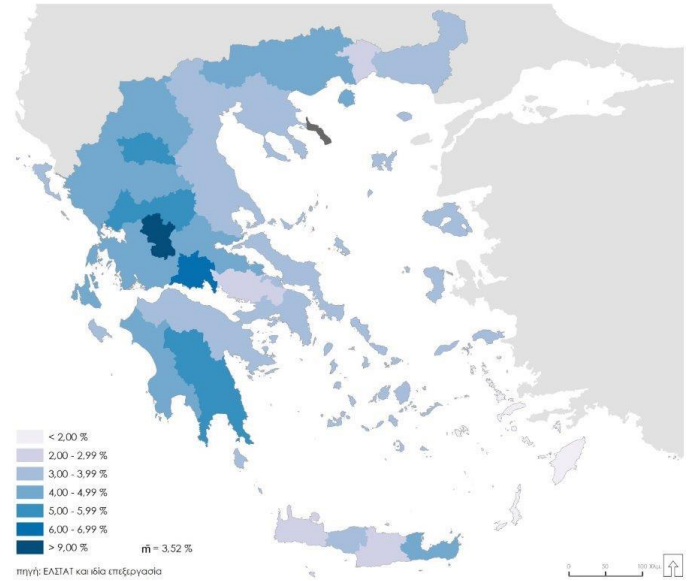 < 2,00 %
2,00 - 2,99 %
3,00 - 3,99 %
4,00 - 4,99 %
5,00 - 5,99 %
6,00 - 6,99 %
> 9,00 %
m̄ = 3,52 %
πηγή: ΕΛΣΤΑΤ και ιδία επεξεργασία
0 50 100 Χλμ.